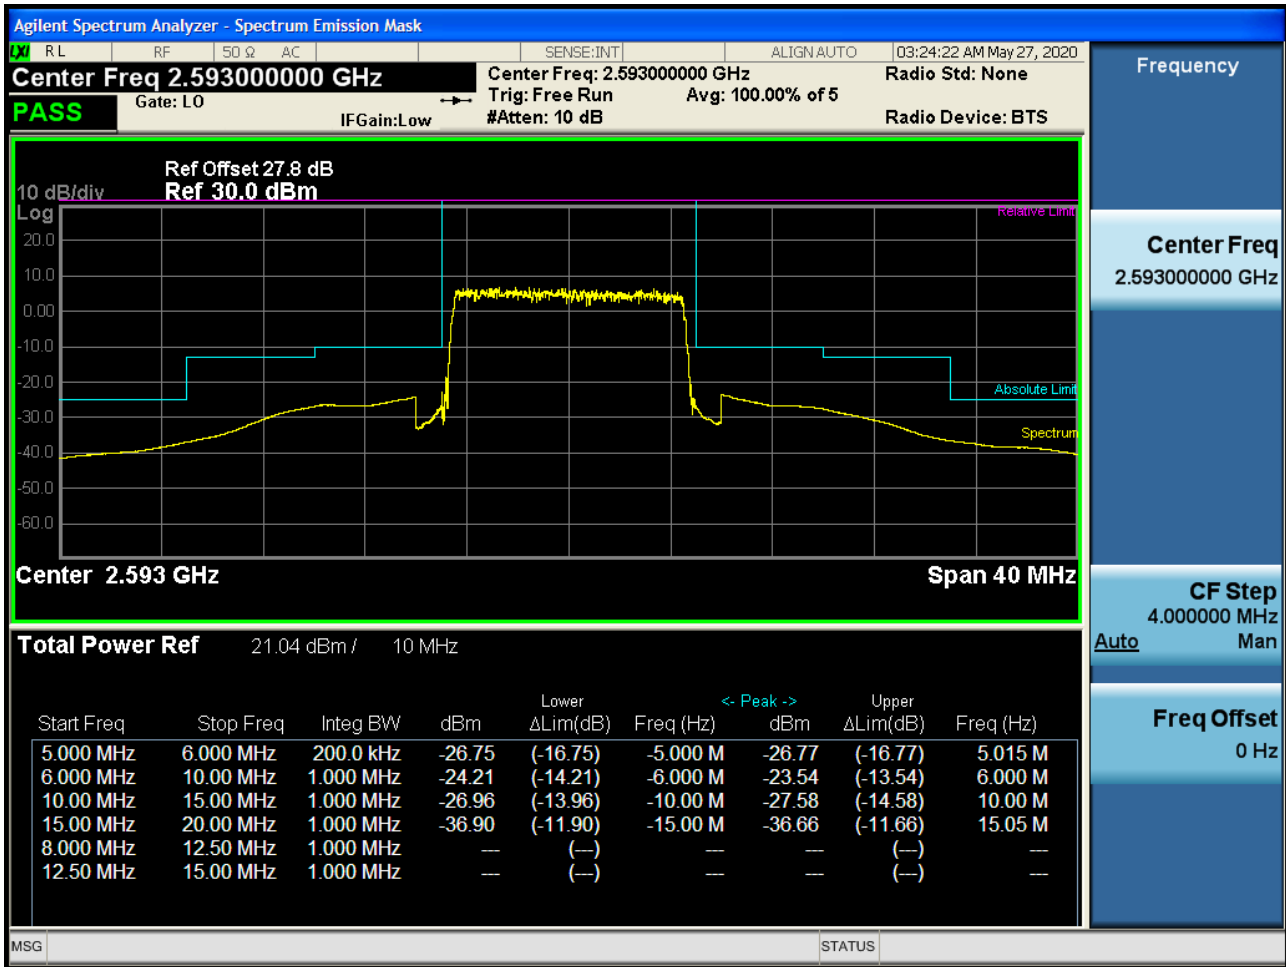 Agilent Spectrum Analyzer - Spectrum Emission Mask
LXI RL RF 50 Ω AC SENSE:INT ALIGNAUTO 03:24:22 AM May 27, 2020
Center Freq 2.593000000 GHz
PASS
Gate: LO
IFGain:Low
Center Freq: 2.593000000 GHz
Trig: Free Run Avg: 100.00% of 5
#Atten: 10 dB
Radio Std: None
Radio Device: BTS
Ref Offset 27.8 dB
10 dB/div Ref 30.0 dBm
Log
Relative Limit
20.0
10.0
0.00
-10.0
-20.0
Absolute Limit
-30.0
Spectrum
-40.0
-50.0
-60.0
Center 2.593 GHz Span 40 MHz
Total Power Ref 21.04 dBm / 10 MHz
Lower <- Peak -> Upper
Start Freq Stop Freq Integ BW dBm ΔLim(dB) Freq (Hz) dBm ΔLim(dB) Freq (Hz)
5.000 MHz 6.000 MHz 200.0 kHz -26.75 (-16.75) -5.000 M -26.77 (-16.77) 5.015 M
6.000 MHz 10.00 MHz 1.000 MHz -24.21 (-14.21) -6.000 M -23.54 (-13.54) 6.000 M
10.00 MHz 15.00 MHz 1.000 MHz -26.96 (-13.96) -10.00 M -27.58 (-14.58) 10.00 M
15.00 MHz 20.00 MHz 1.000 MHz -36.90 (-11.90) -15.00 M -36.66 (-11.66) 15.05 M
8.000 MHz 12.50 MHz 1.000 MHz --- (---) --- --- (---) ---
12.50 MHz 15.00 MHz 1.000 MHz --- (---) --- --- (---) ---
MSG STATUS
Frequency
Center Freq
2.593000000 GHz
CF Step
4.000000 MHz
Auto Man
Freq Offset
0 Hz